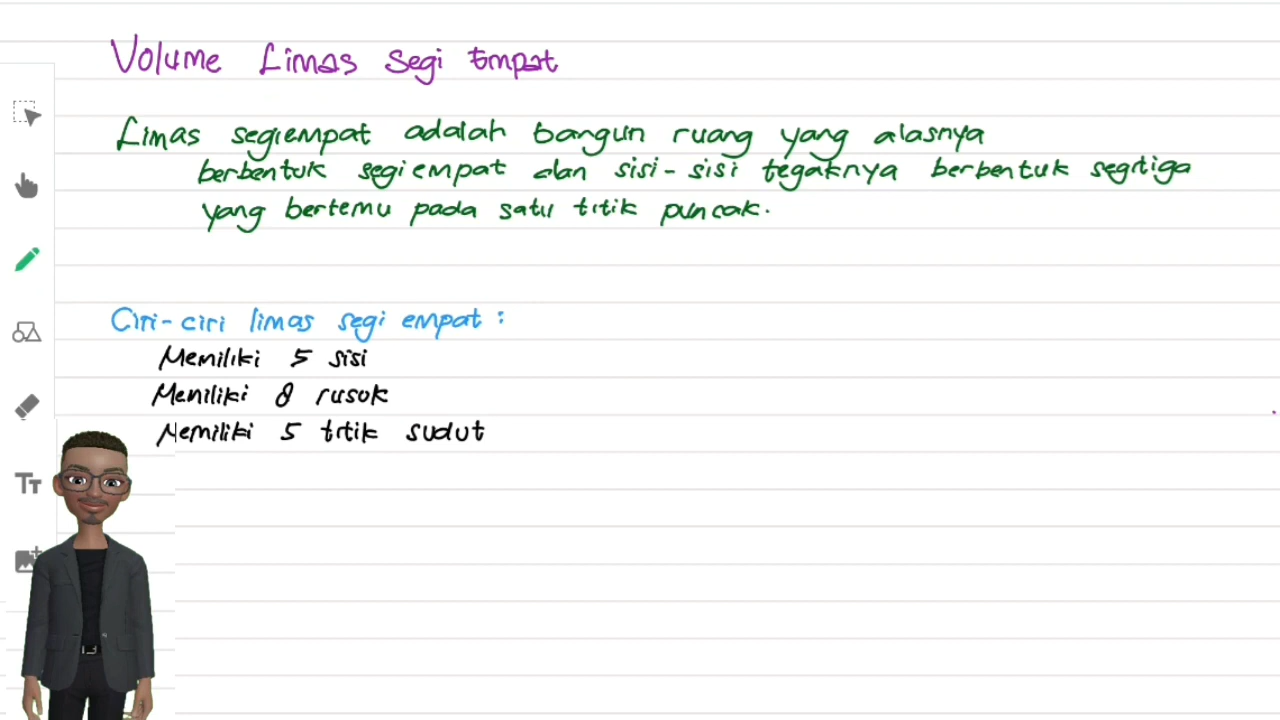 Volume Limas Segi Empat
Limas segiempat adalah bangun ruang yang alasnya
berbentuk segiempat dan sisi-sisi tegaknya berbentuk segitiga
yang bertemu pada satu titik puncak.
Ciri-ciri limas segi empat :
Memiliki 5 sisi
Memiliki 8 rusok
Memiliki 5 titik sudut
TT